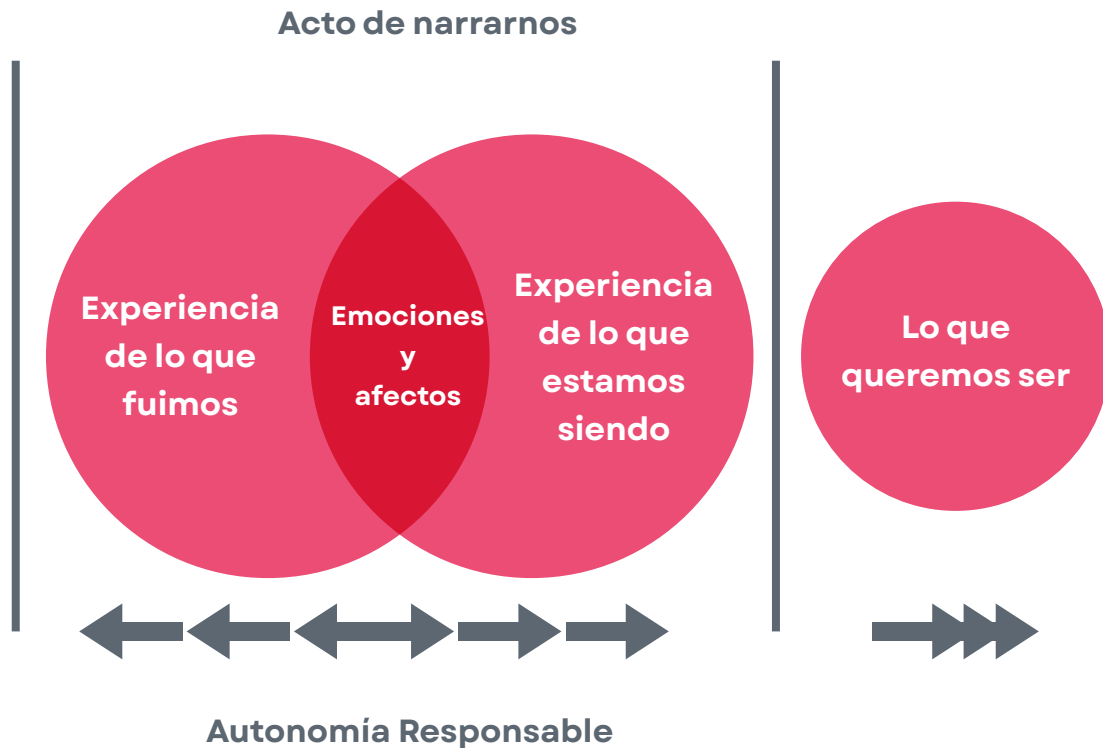 Acto de narrarnos
Experiencia
de lo que
fuimos
Emociones
y
afectos
Experiencia
de lo que
estamos
siendo
Lo que
queremos ser
Autonomía Responsable